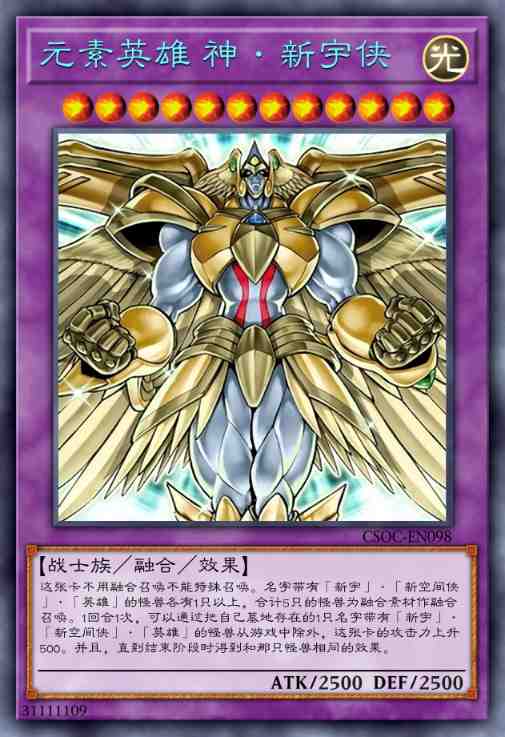 元素英雄 神·新宇侠
光
CSOC-EN098
【战士族／融合／效果】
这张卡不用融合召唤不能特殊召唤。名字带有「新宇」·「新空间侠
」·「英雄」的怪兽各有1只以上，合计5只的怪兽为融合素材作融合
召唤。1回合1次，可以通过把自己墓地存在的1只名字带有「新宇」·
「新空间侠」·「英雄」的怪兽从游戏中除外，这张卡的攻击力上升
500。并且，直到结束阶段时得到和那只怪兽相同的效果。
ATK/2500 DEF/2500
31111109